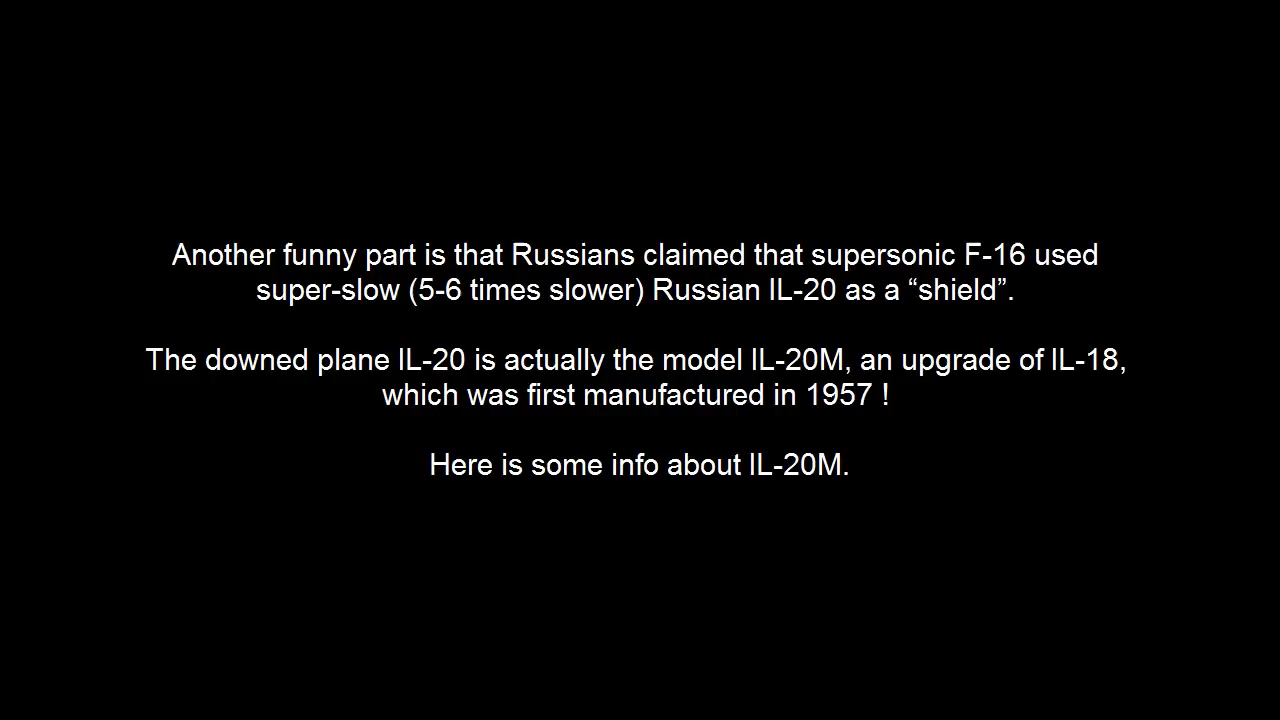 Another funny part is that Russians claimed that supersonic F-16 used
super-slow (5-6 times slower) Russian IL-20 as a “shield”.
The downed plane IL-20 is actually the model IL-20M, an upgrade of IL-18,
which was first manufactured in 1957 !
Here is some info about IL-20M.